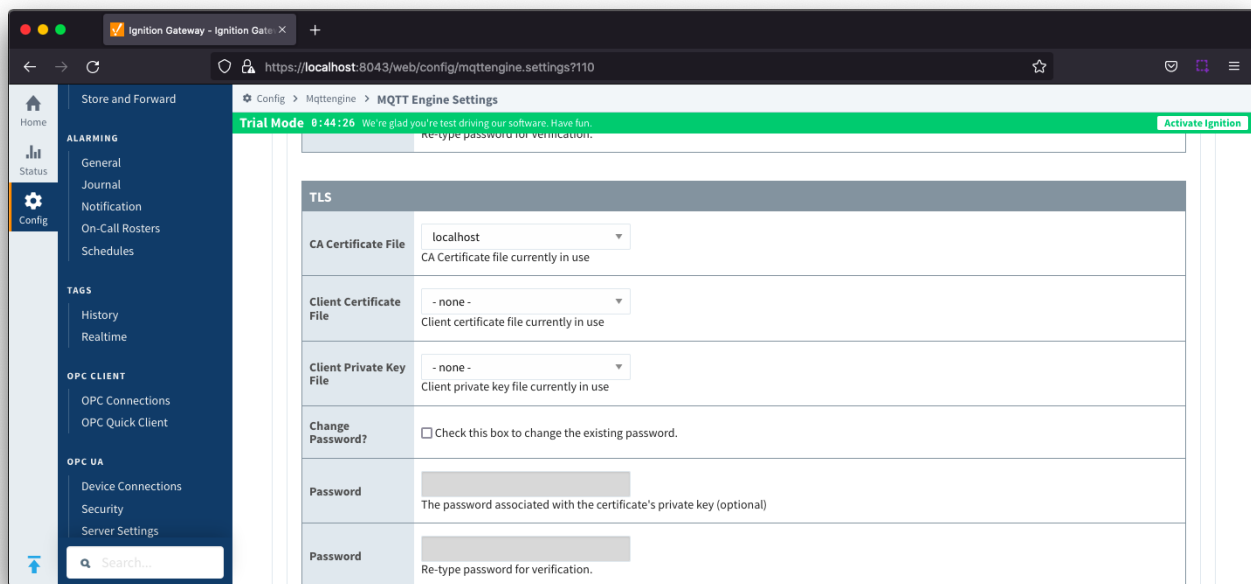 Ignition Gateway - Ignition Gate
https://localhost:8043/web/config/mqttengine.settings?110
Home
Status
Config
Store and Forward
ALARMING
General
Journal
Notification
On-Call Rosters
Schedules
TAGS
History
Realtime
OPC CLIENT
OPC Connections
OPC Quick Client
OPC UA
Device Connections
Security
Server Settings
Search...
Config > Mqttengine > MQTT Engine Settings
Trial Mode 0:44:26 We're glad you're test driving our software. Have fun.
Activate Ignition
Re-type password for verification.
TLS
CA Certificate File
localhost
CA Certificate file currently in use
Client Certificate
File
- none -
Client certificate file currently in use
Client Private Key
File
- none -
Client private key file currently in use
Change
Password?
Check this box to change the existing password.
Password
The password associated with the certificate's private key (optional)
Password
Re-type password for verification.